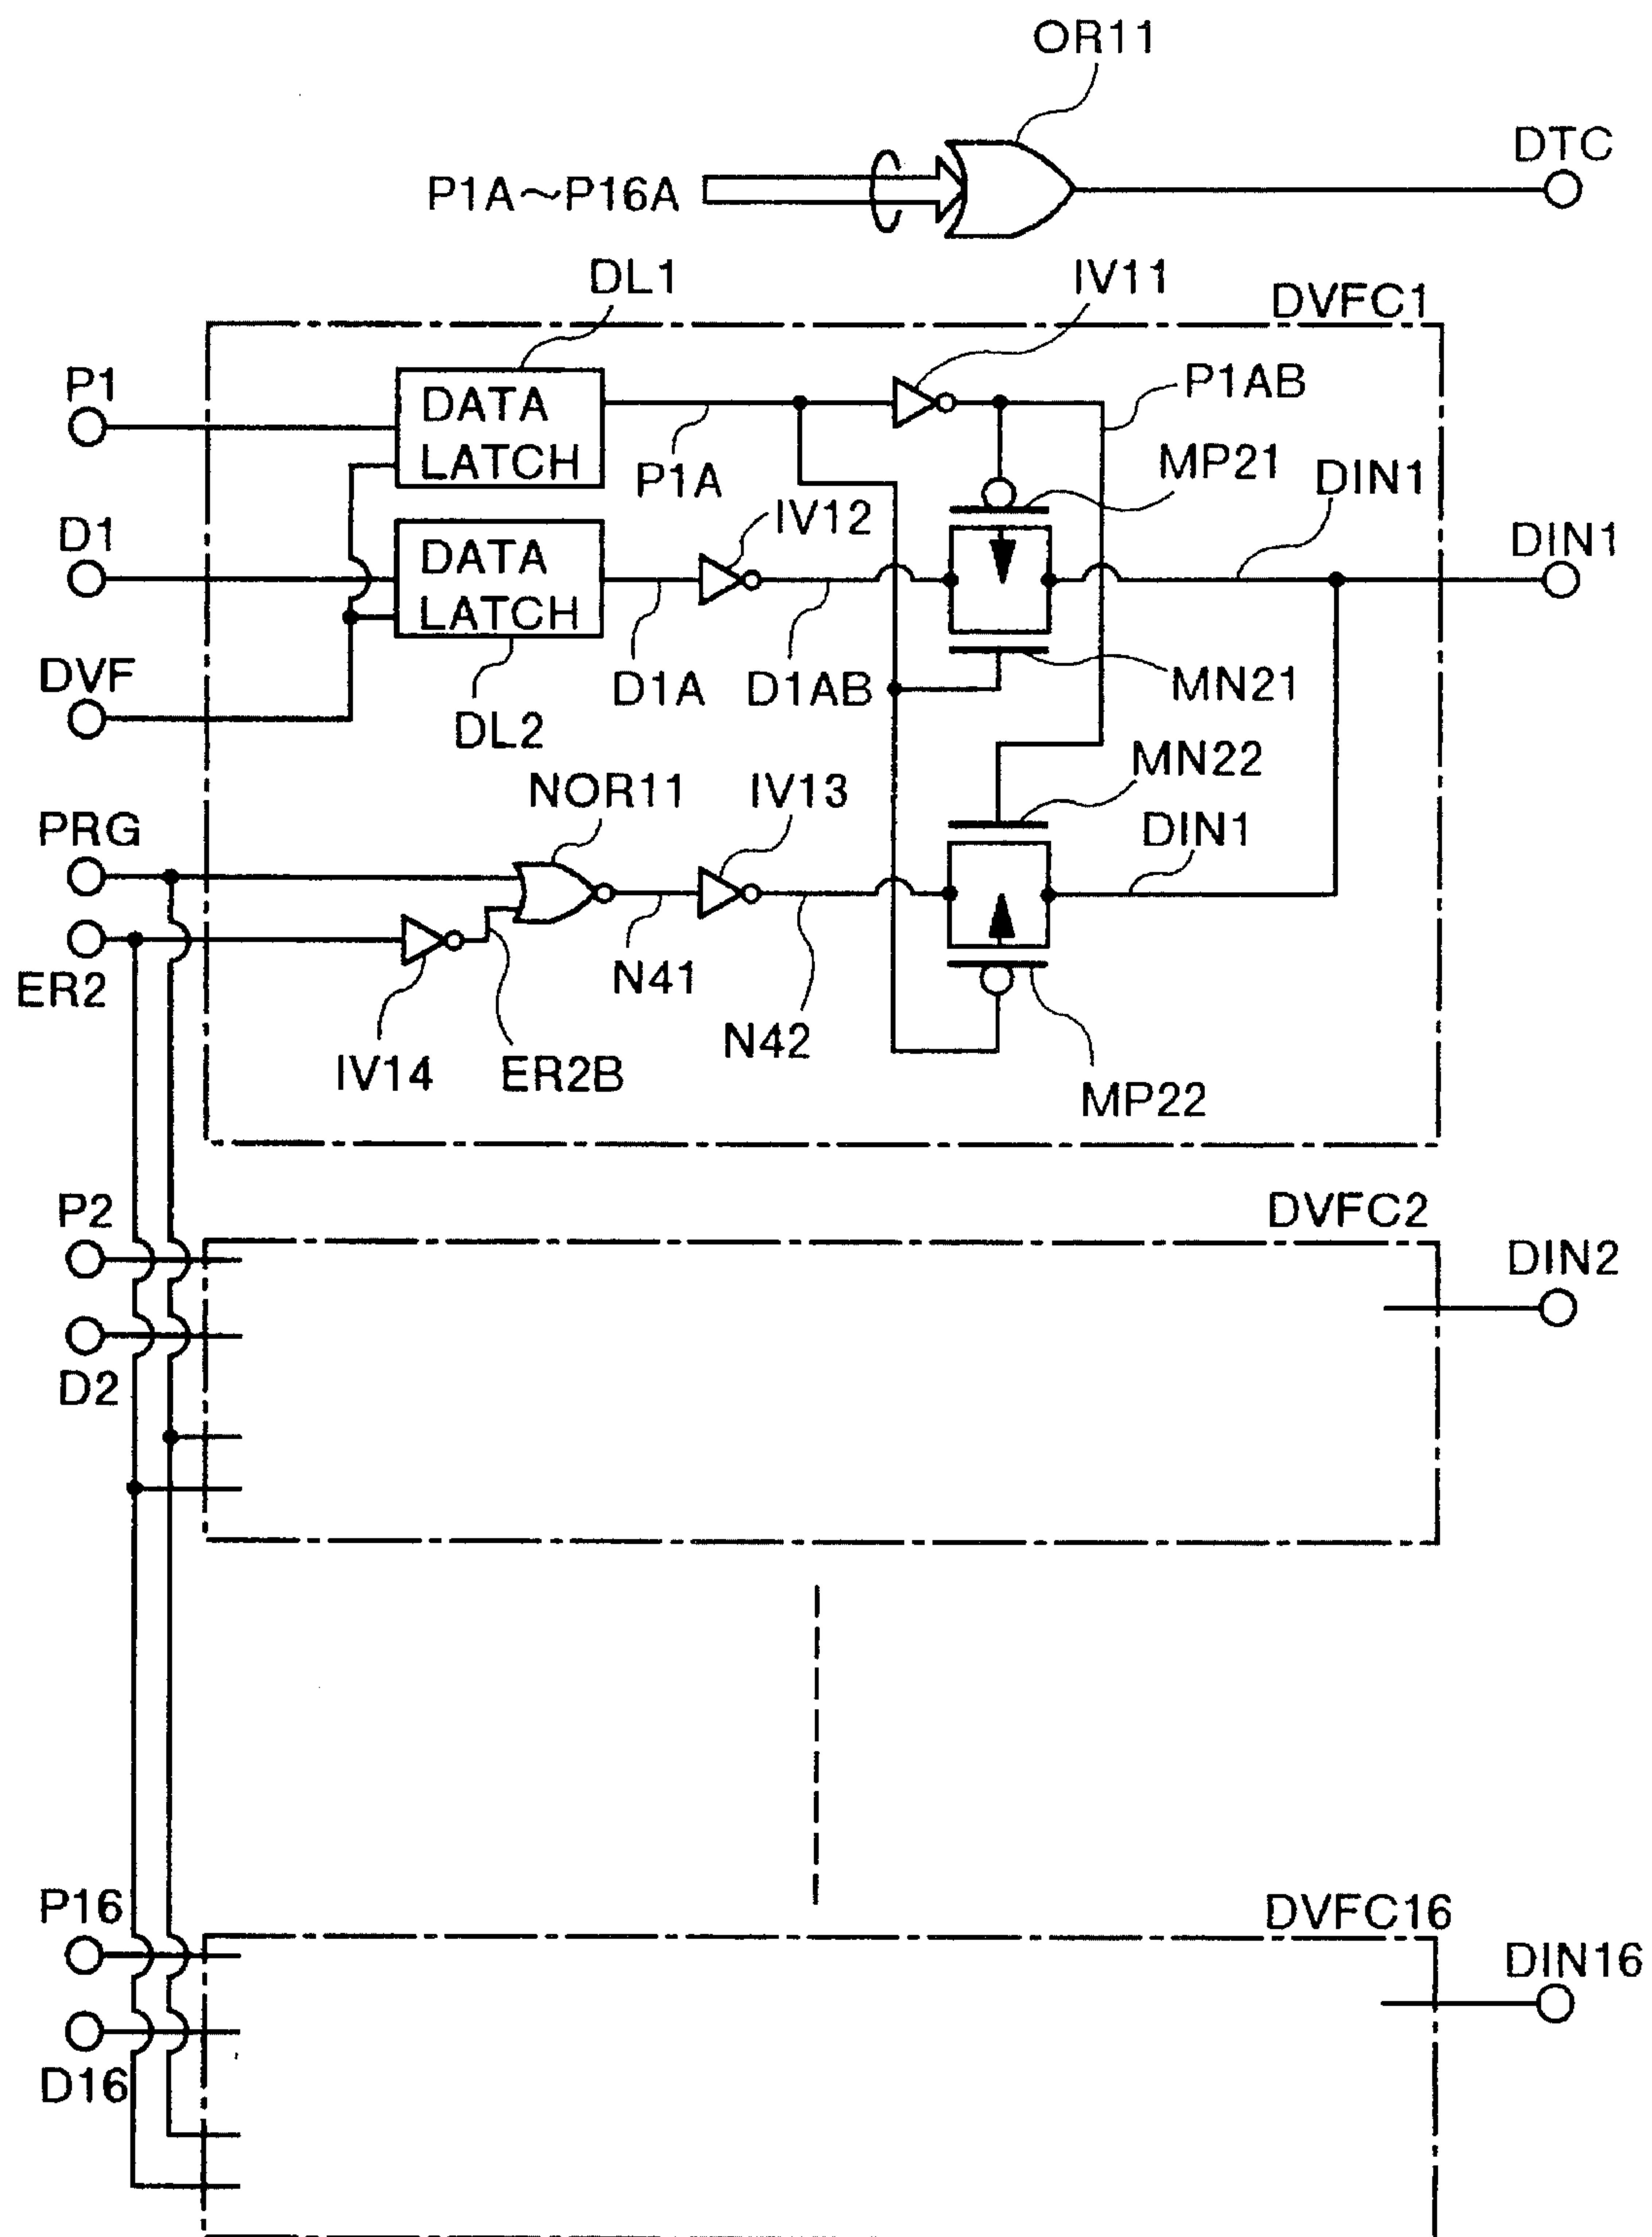 OR11
DTC
P1A~P16A
DL1
IV11
DVFC1
P1
DATA
LATCH
P1A
P1AB
MP21
DIN1
D1
DATA
LATCH
IV12
DIN1
DVF
DL2
D1A
D1AB
MN21
MN22
PRG
NOR11
IV13
DIN1
ER2
IV14
ER2B
N41
N42
MP22
P2
DVFC2
DIN2
D2
P16
DVFC16
DIN16
D16